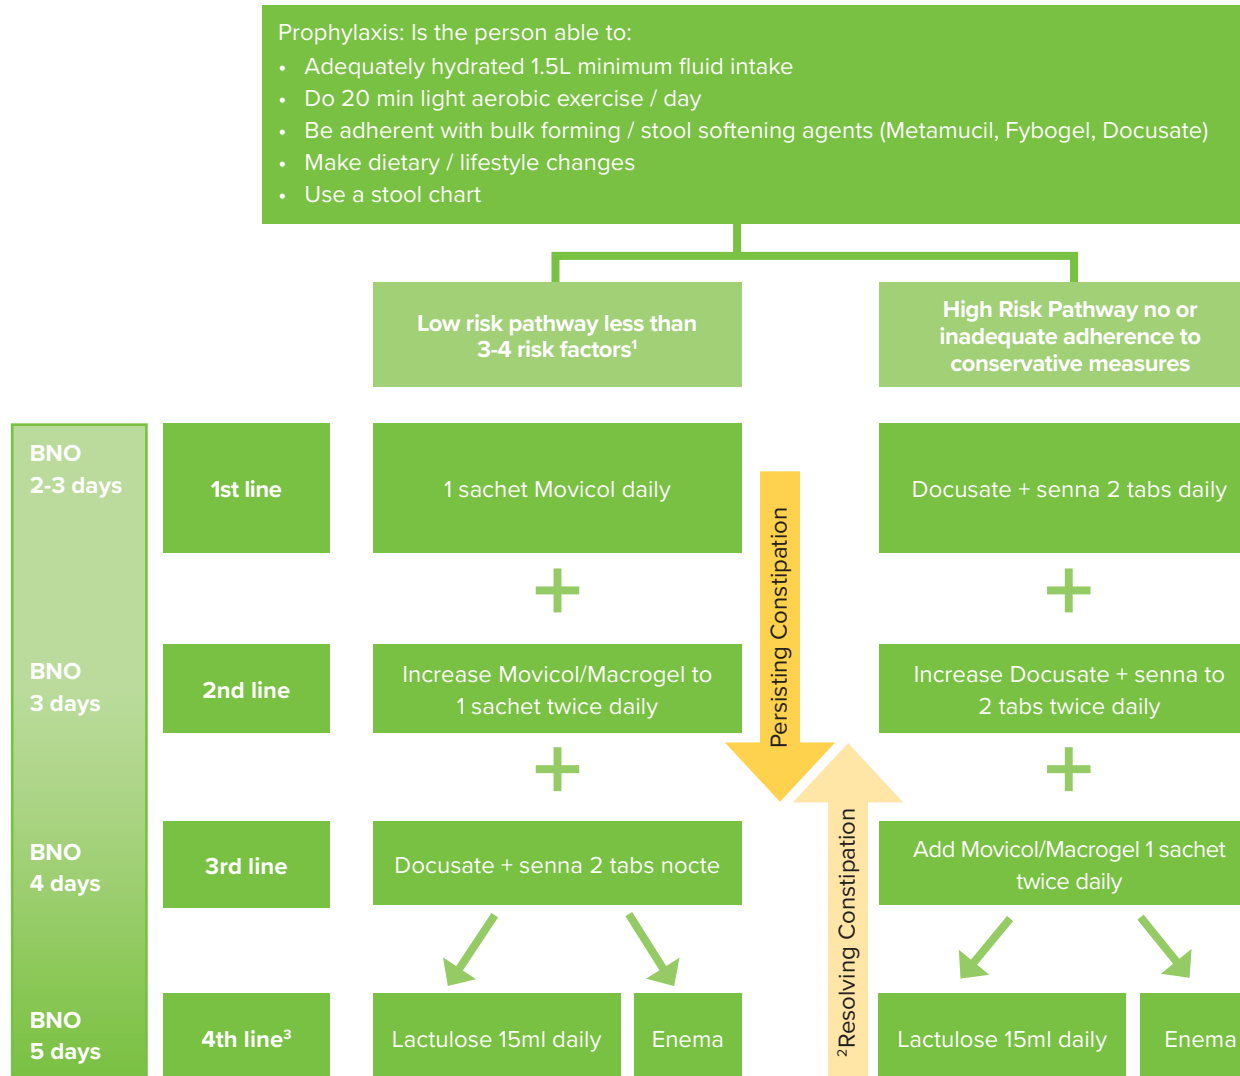 Prophylaxis: Is the person able to:
• Adequately hydrated 1.5L minimum fluid intake
• Do 20 min light aerobic exercise / day
• Be adherent with bulk forming / stool softening agents (Metamucil, Fybogel, Docusate)
• Make dietary / lifestyle changes
• Use a stool chart
Low risk pathway less than
3-4 risk factors¹
High Risk Pathway no or
inadequate adherence to
conservative measures
BNO
2-3 days
1st line
1 sachet Movicol daily
Docusate + senna 2 tabs daily
+
+
Persisting Constipation
BNO
3 days
2nd line
Increase Movicol/Macrogel to
1 sachet twice daily
Increase Docusate + senna to
2 tabs twice daily
+
+
BNO
4 days
3rd line
Docusate + senna 2 tabs nocte
Add Movicol/Macrogel 1 sachet
twice daily
²Resolving Constipation
BNO
5 days
4th line³
Lactulose 15ml daily
Enema
Lactulose 15ml daily
Enema